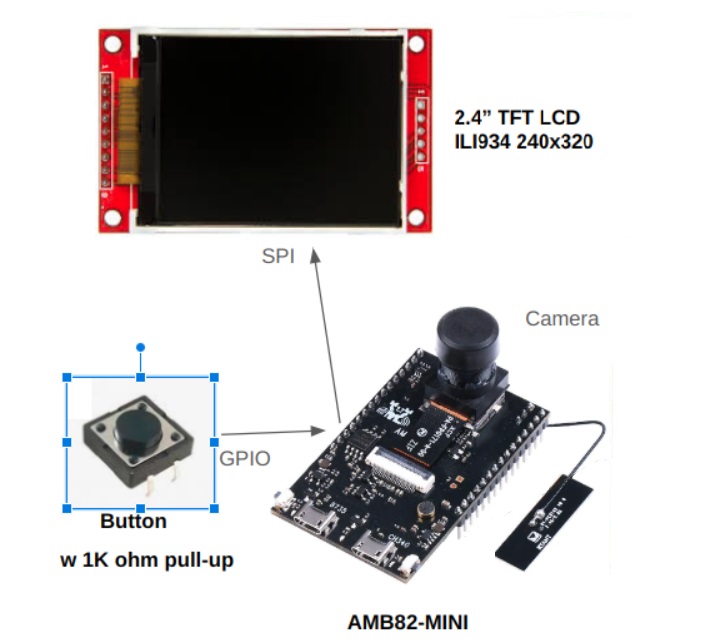 2.4” TFT LCD
ILI934 240x320
SPI
Camera
GPIO
Button
w 1K ohm pull-up
AMB82-MINI